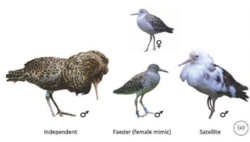 ♀
♂ ♂ ♂
Independent Faeder (female mimic) Satellite
(a)